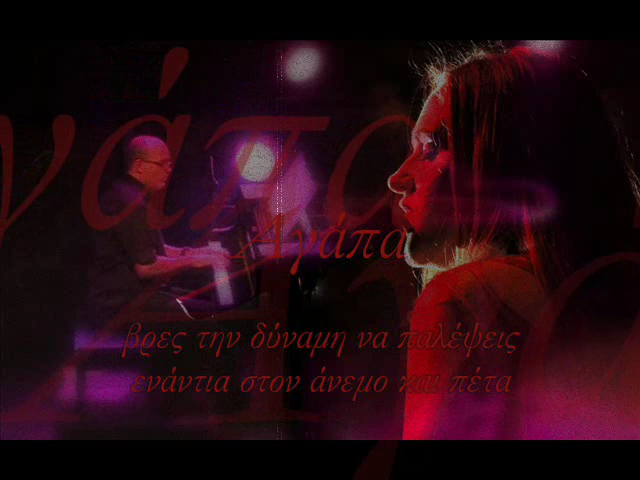 Αγάπα
βρες την δύναμη να παλέψεις
ενάντια στον άνεμο και πέτα